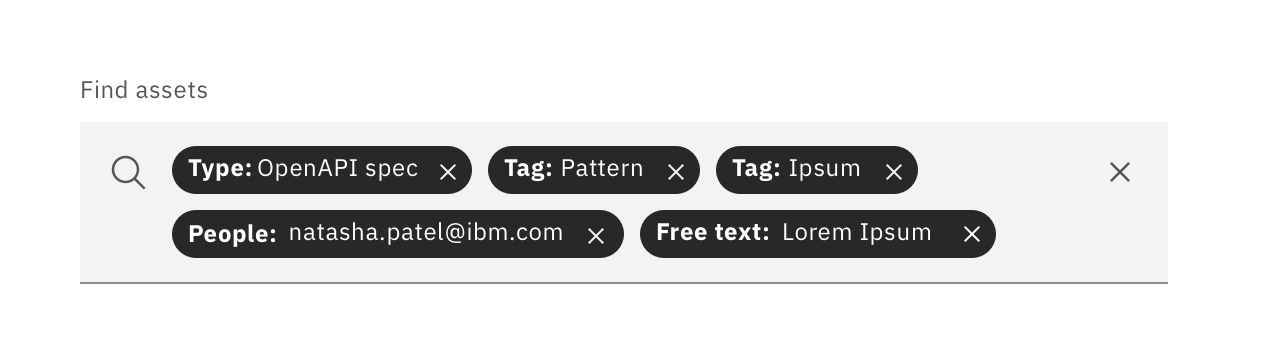 Find assets
Type: OpenAPI spec Tag: Pattern Tag: Ipsum
People: natasha.patel@ibm.com Free text: Lorem Ipsum